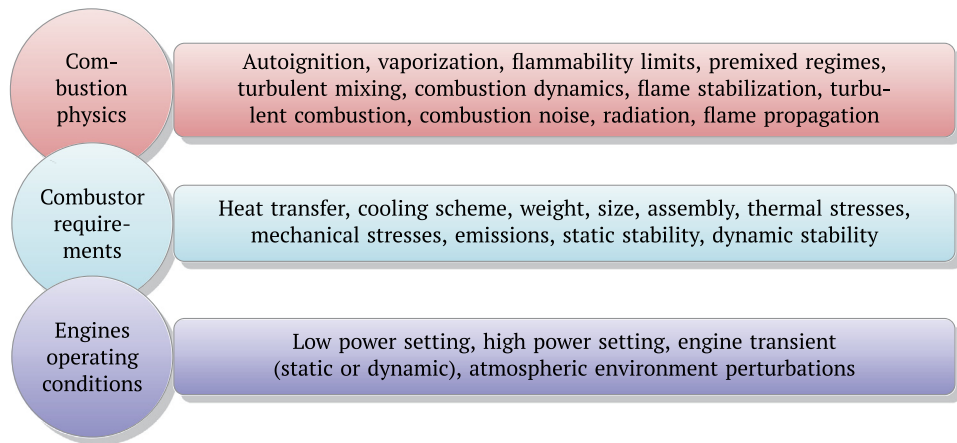 Com-
bustion
physics
Autoignition, vaporization, flammability limits, premixed regimes,
turbulent mixing, combustion dynamics, flame stabilization, turbu-
lent combustion, combustion noise, radiation, flame propagation
Combustor
require-
ments
Heat transfer, cooling scheme, weight, size, assembly, thermal stresses,
mechanical stresses, emissions, static stability, dynamic stability
Engines
operating
conditions
Low power setting, high power setting, engine transient
(static or dynamic), atmospheric environment perturbations